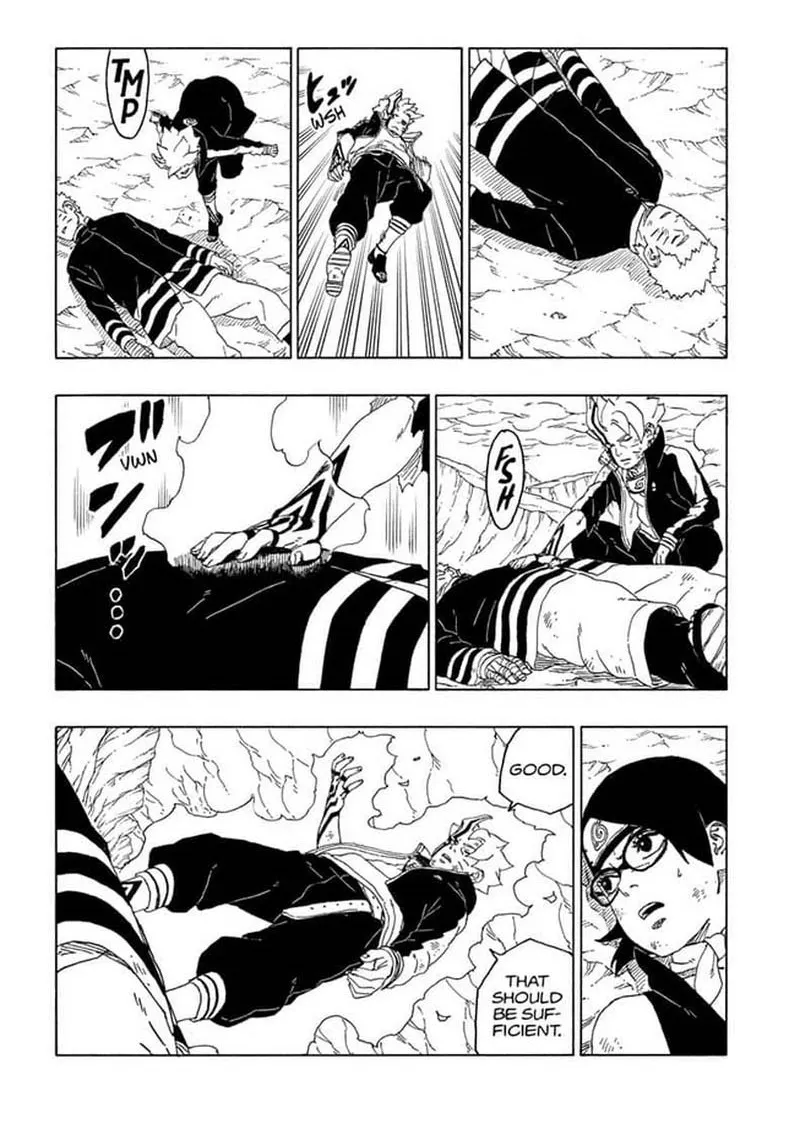 ヒュッ
WSH
TMP
FSH
ブゥン
VWN
GOOD.
THAT
SHOULD
BE SUF-
FICIENT.